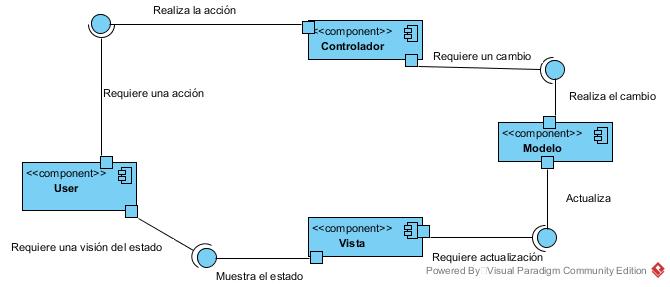 Realiza la acción
<<component>>
Controlador
Requiere un cambio
Requiere una acción
Realiza el cambio
<<component>>
Modelo
<<component>>
User
Actualiza
<<component>>
Vista
Requiere una visión del estado
Requiere actualización
Muestra el estado
Powered By Visual Paradigm Community Edition